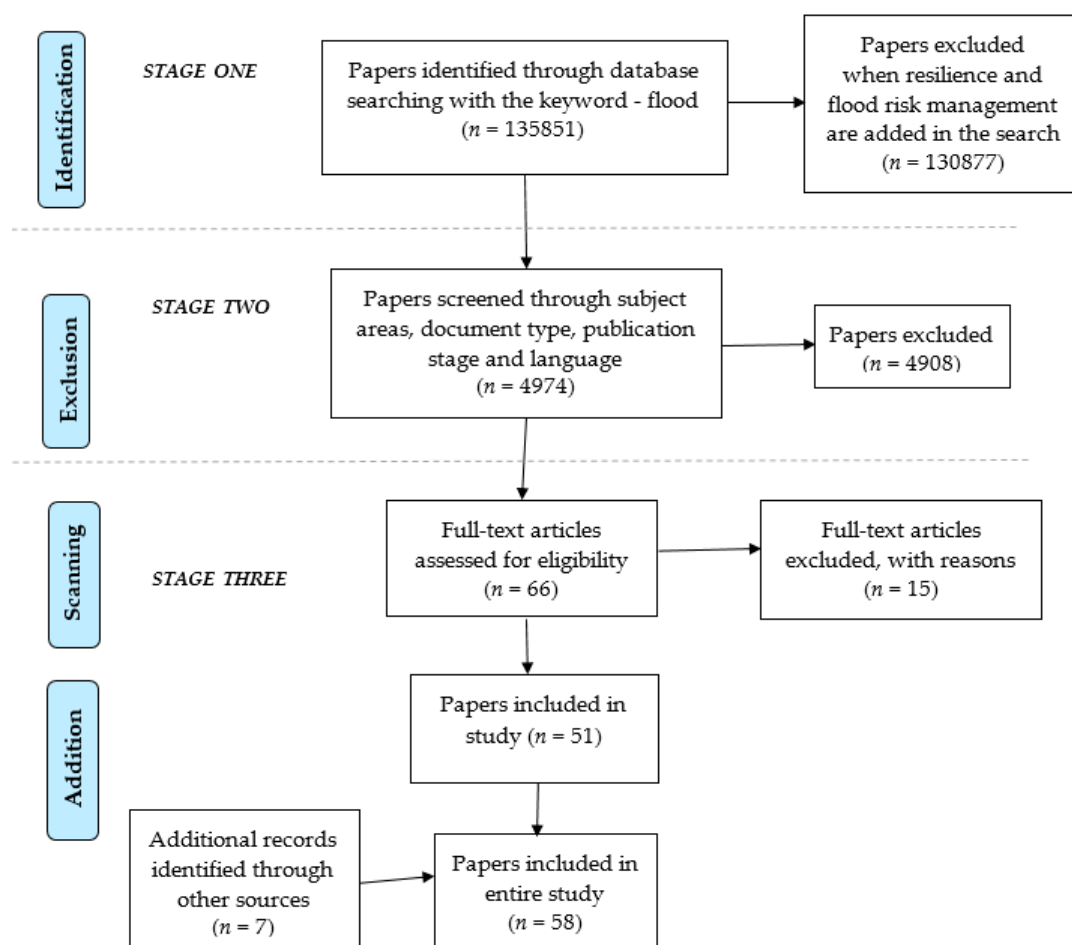 Identification
STAGE ONE
Papers identified through database
searching with the keyword - flood
(n = 135851)
Papers excluded
when resilience and
flood risk management
are added in the search
(n = 130877)
Exclusion
STAGE TWO
Papers screened through subject
areas, document type, publication
stage and language
(n = 4974)
Papers excluded
(n = 4908)
Scanning
STAGE THREE
Full-text articles
assessed for eligibility
(n = 66)
Full-text articles
excluded, with reasons
(n = 15)
Addition
Papers included in
study (n = 51)
Additional records
identified through
other sources
(n = 7)
Papers included in
entire study
(n = 58)